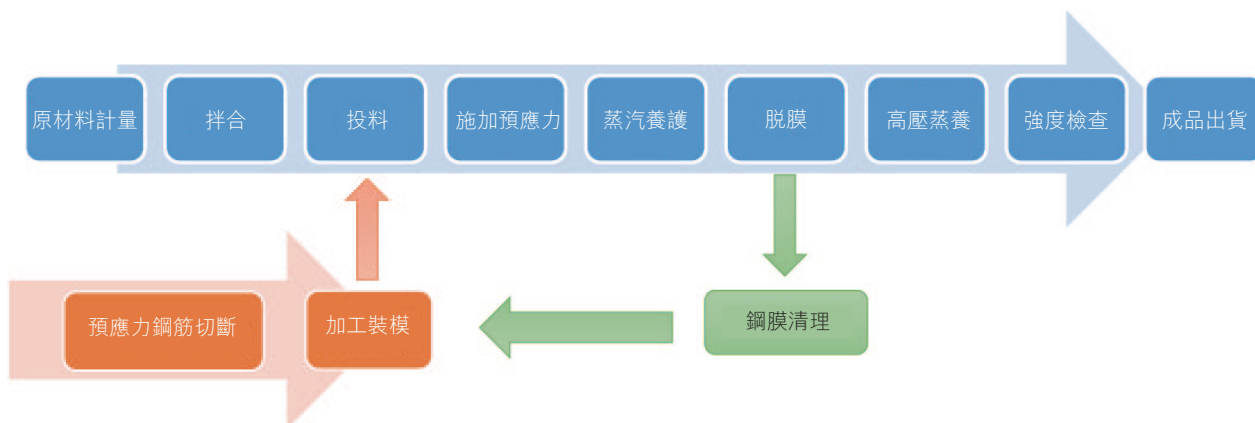 原材料計量
拌合
投料
施加預應力
蒸汽養護
脱膜
高壓蒸養
強度檢查
成品出貨
預應力鋼筋切斷
加工裝模
鋼膜清理